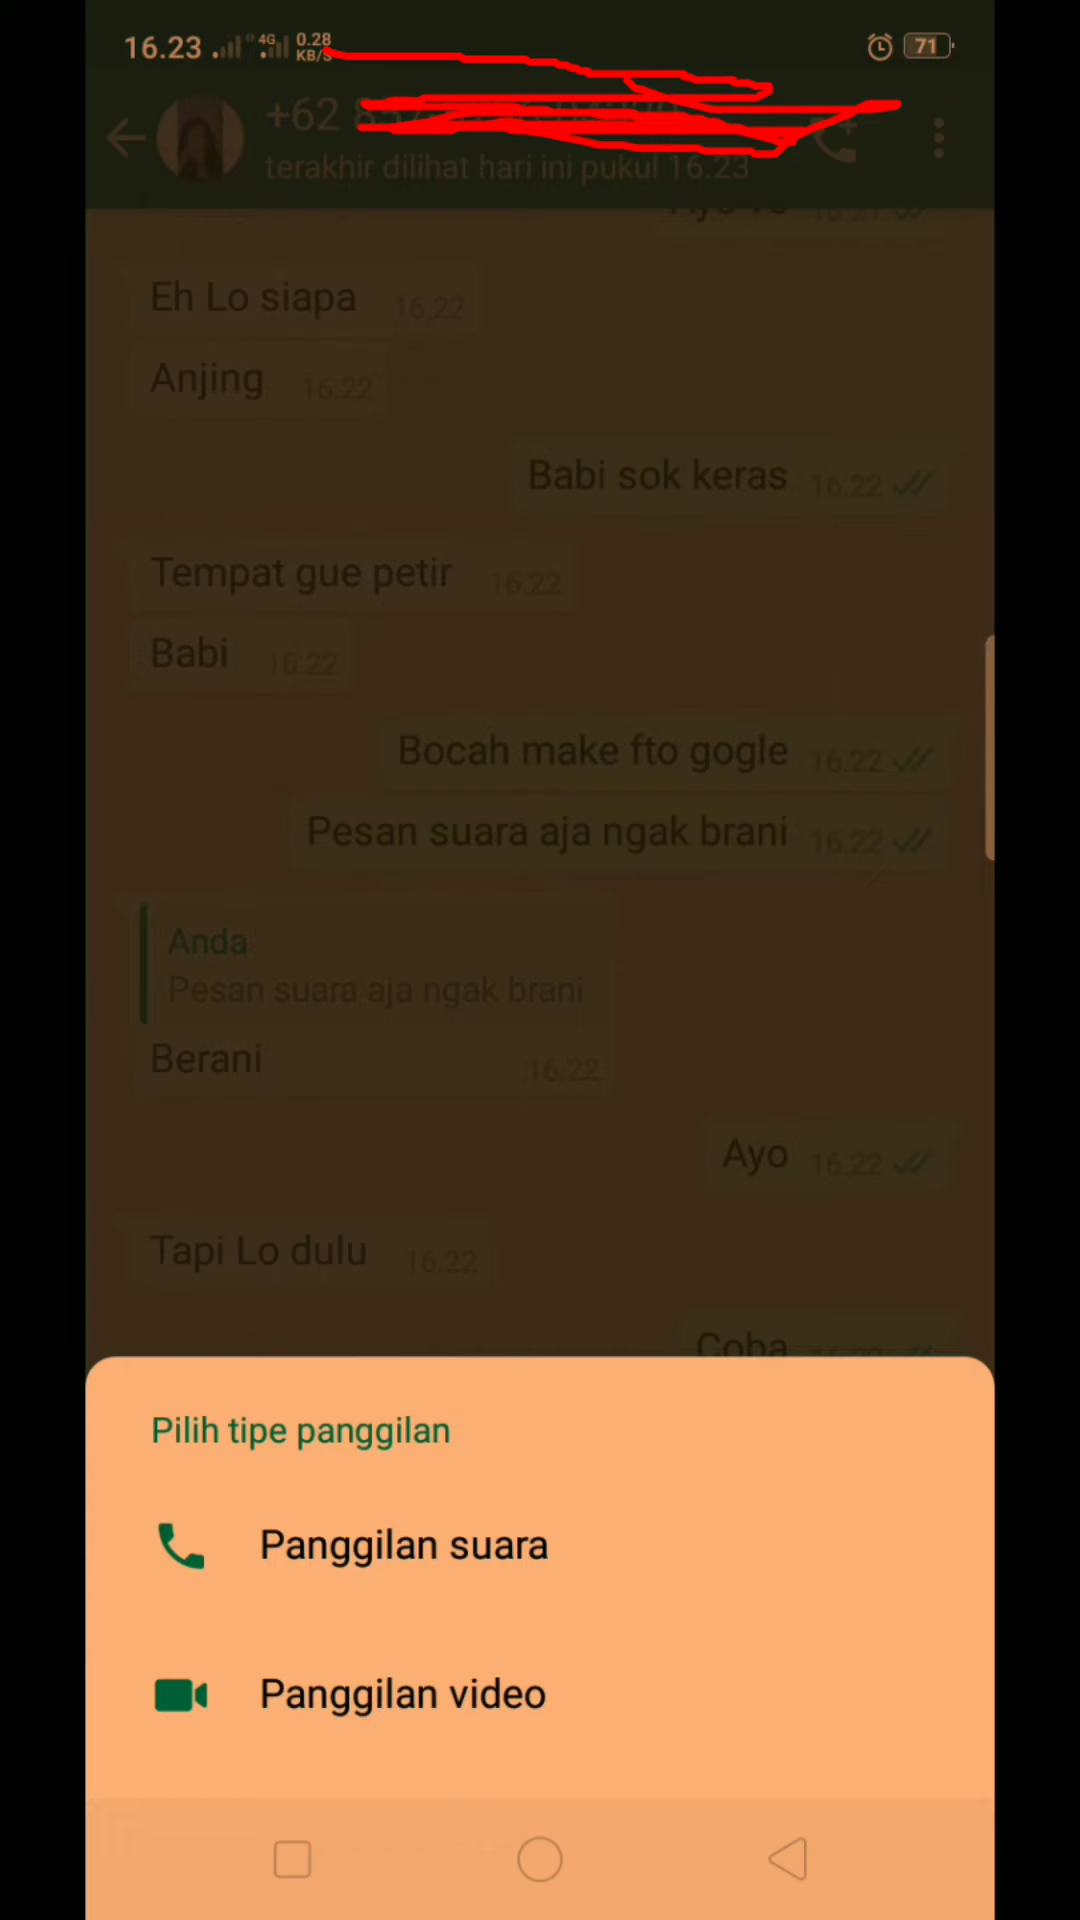 16.23 4G 0.28 KB/S 71
+62
terakhir dilihat hari ini pukul 16.23
Eh Lo siapa 16.22
Anjing 16.22
Babi sok keras 16.22
Tempat gue petir 16.22
Babi 16.22
Bocah make fto gogle 16.22
Pesan suara aja ngak brani 16.22
Anda
Pesan suara aja ngak brani
Berani 16.22
Ayo 16.22
Tapi Lo dulu 16.22
Coba
Pilih tipe panggilan
Panggilan suara
Panggilan video